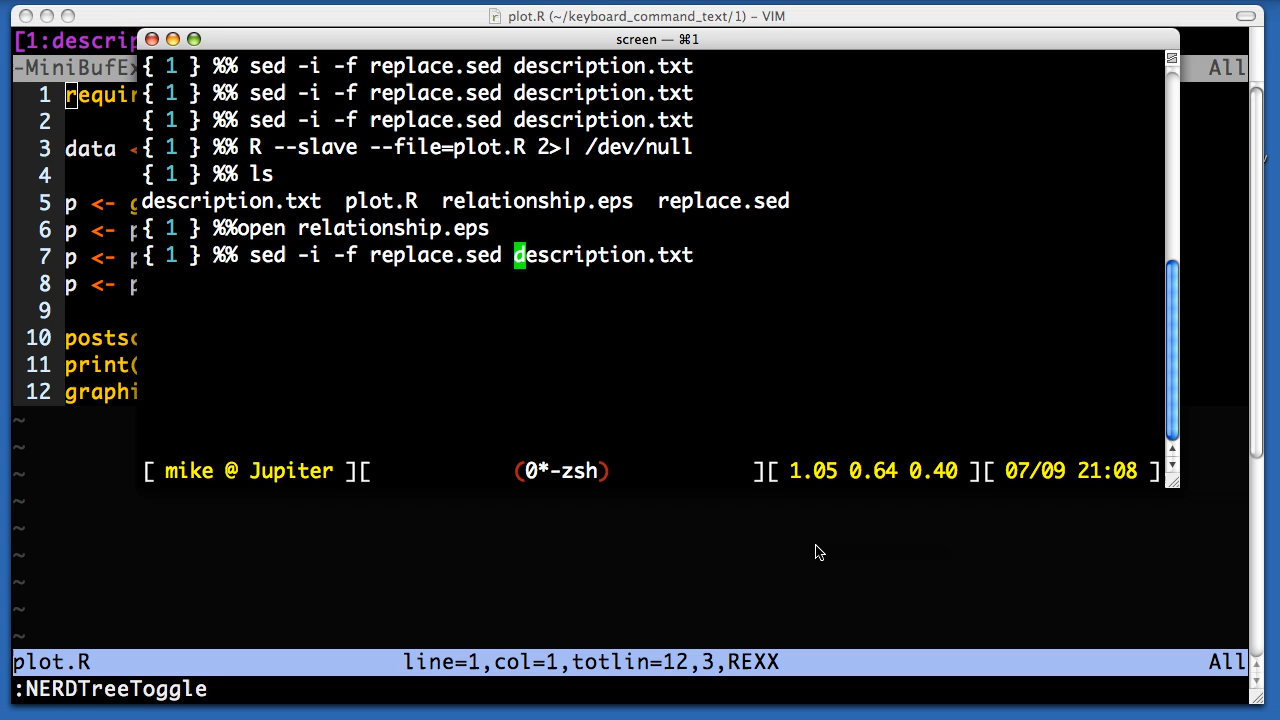 plot.R (~/keyboard_command_text/1) – VIM
[1:descrip
-MiniBufEx All
screen — ⌘1
{ 1 } %% sed -i -f replace.sed description.txt
{ 1 } %% sed -i -f replace.sed description.txt
{ 1 } %% sed -i -f replace.sed description.txt
{ 1 } %% R --slave --file=plot.R 2>| /dev/null
{ 1 } %% ls
description.txt plot.R relationship.eps replace.sed
{ 1 } %%open relationship.eps
{ 1 } %% sed -i -f replace.sed description.txt
[ mike @ Jupiter ][ (0*-zsh) ][ 1.05 0.64 0.40 ][ 07/09 21:08 ]
1 requir
2
3 data <
4
5 p <- g
6 p <- p
7 p <- p
8 p <- p
9
10 postsc
11 print(
12 graphi
~
~
~
~
~
~
~
~
~
plot.R line=1,col=1,totlin=12,3,REXX All
:NERDTreeToggle